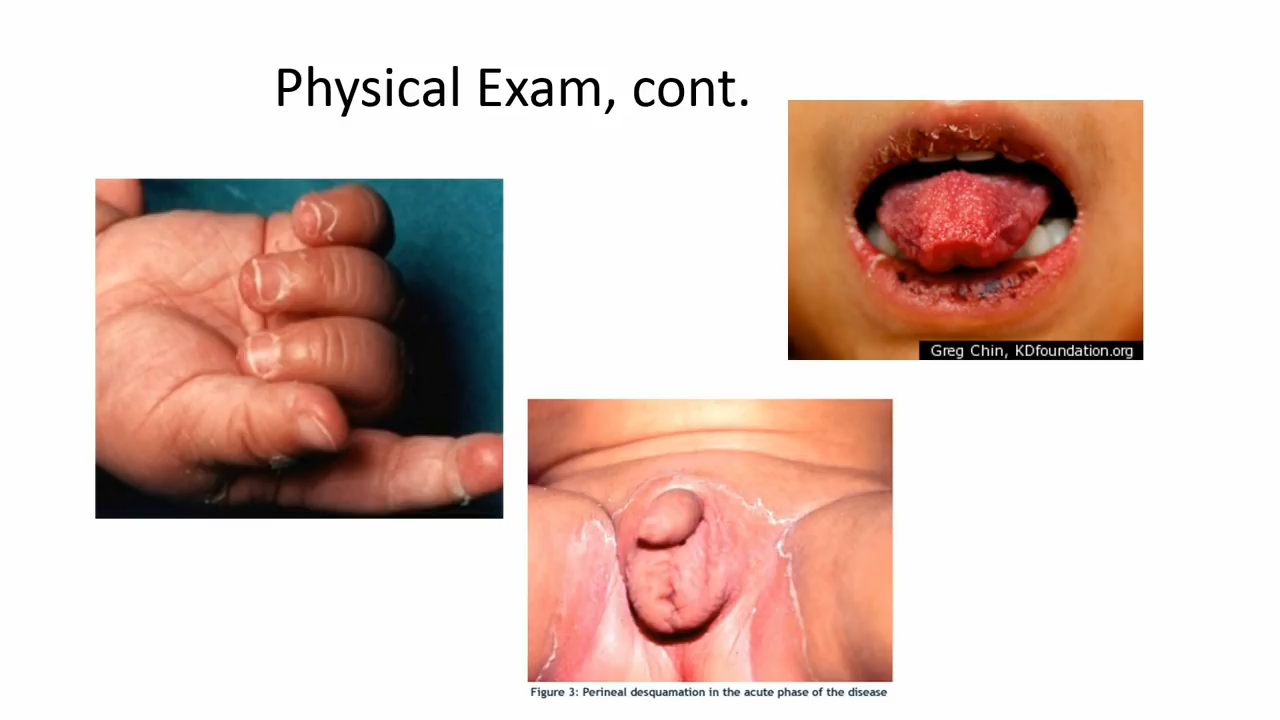 Physical Exam, cont.
Greg Chin, KDfoundation.org
Figure 3: Perineal desquamation in the acute phase of the disease